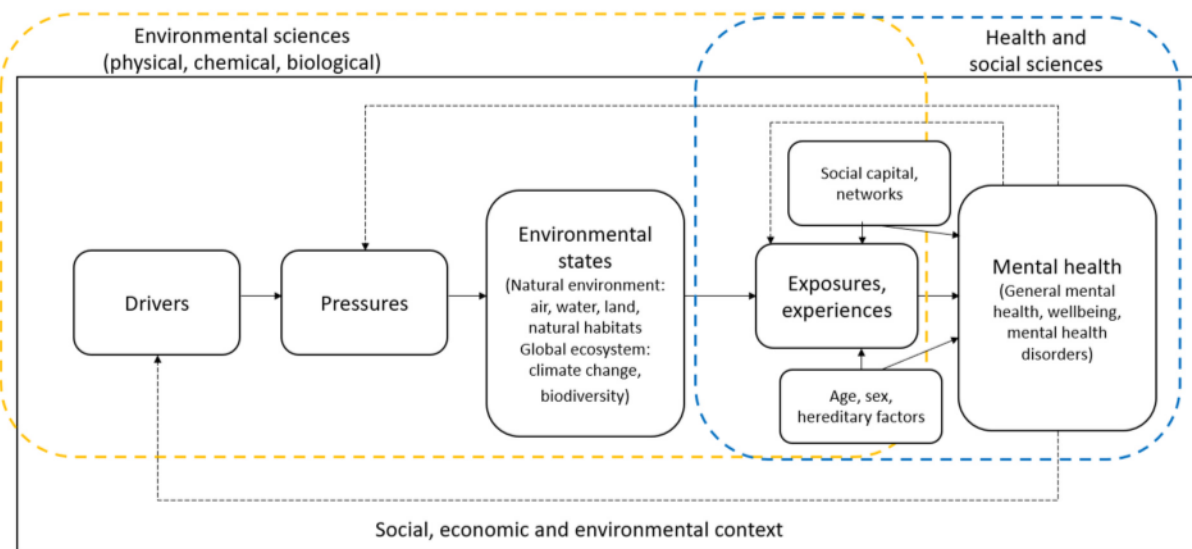 Environmental sciences
(physical, chemical, biological)
Health and
social sciences
Social capital,
networks
Environmental
states
(Natural environment:
air, water, land,
natural habitats
Global ecosystem:
climate change,
biodiversity)
Drivers
Pressures
Exposures,
experiences
Mental health
(General mental
health, wellbeing,
mental health
disorders)
Age, sex,
hereditary factors
Social, economic and environmental context